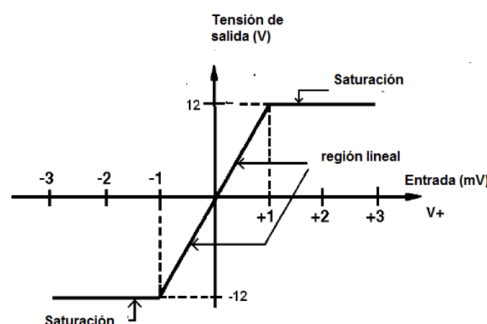 Tensión de
salida (V)
Saturación
12
región lineal
-3 -2 -1
Entrada (mV)
+1 +2 +3 V+
-12
Saturación